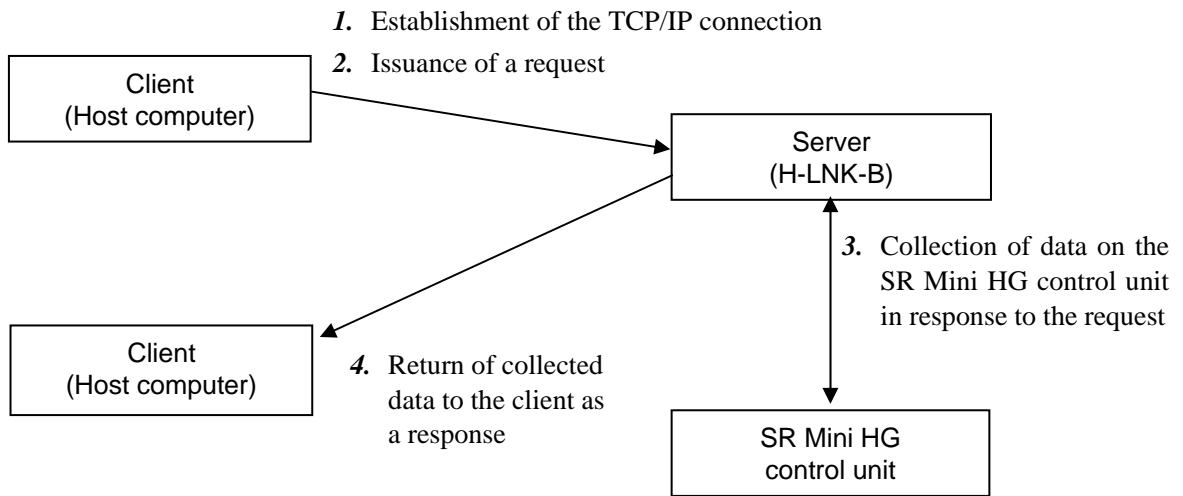 1. Establishment of the TCP/IP connection
2. Issuance of a request
Client
(Host computer)
Server
(H-LNK-B)
3. Collection of data on the
SR Mini HG control unit
in response to the request
Client
(Host computer)
4. Return of collected
data to the client as
a response
SR Mini HG
control unit